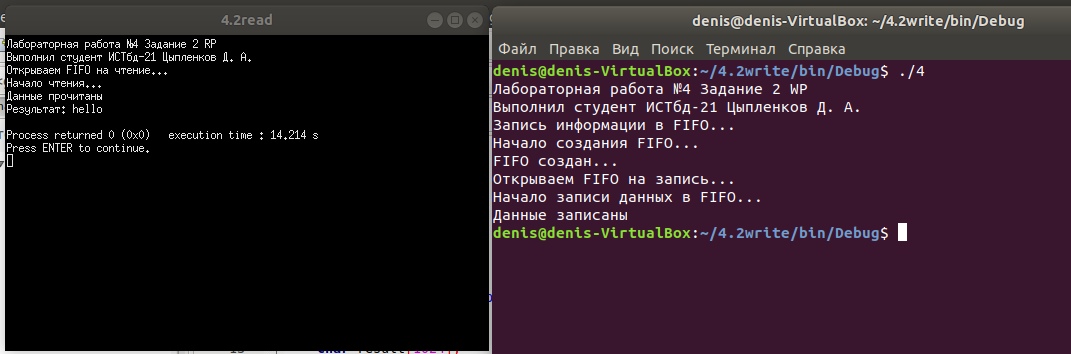 4.2read
Лабораторная работа №4 Задание 2 RP
Выполнил студент ИСТбд-21 Цыпленков Д. А.
Открываем FIFO на чтение...
Начало чтения...
Данные прочитаны
Результат: hello
Process returned 0 (0x0)   execution time : 14.214 s
Press ENTER to continue.
denis@denis-VirtualBox: ~/4.2write/bin/Debug
Файл Правка Вид Поиск Терминал Справка
denis@denis-VirtualBox:~/4.2write/bin/Debug$ ./4
Лабораторная работа №4 Задание 2 WP
Выполнил студент ИСТбд-21 Цыпленков Д. А.
Запись информации в FIFO...
Начало создания FIFO...
FIFO создан...
Открываем FIFO на запись...
Начало записи данных в FIFO...
Данные записаны
denis@denis-VirtualBox:~/4.2write/bin/Debug$